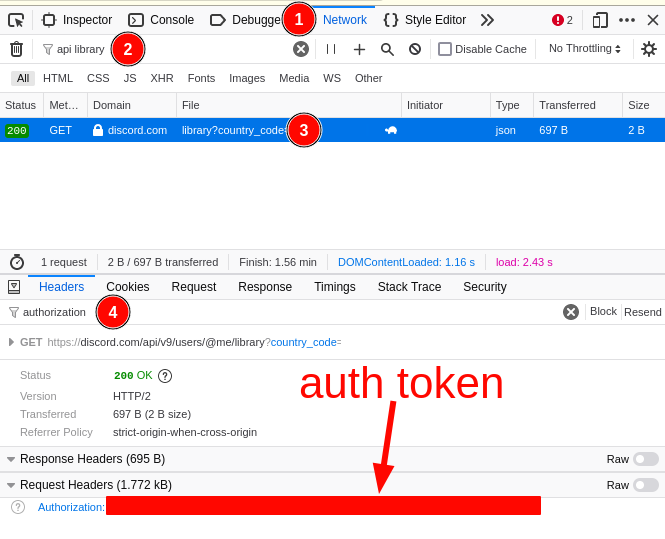 Inspector Console Debugge 1 Network Style Editor 2
api library 2 Disable Cache No Throttling
All HTML CSS JS XHR Fonts Images Media WS Other
Status Met… Domain File Initiator Type Transferred Size
200 GET discord.com library?country_code= 3 json 697 B 2 B
1 request 2 B / 697 B transferred Finish: 1.56 min DOMContentLoaded: 1.16 s load: 2.43 s
Headers Cookies Request Response Timings Stack Trace Security
authorization 4 Block Resend
GET https://discord.com/api/v9/users/@me/library?country_code=
auth token
Status 200 OK ?
Version HTTP/2
Transferred 697 B (2 B size)
Referrer Policy strict-origin-when-cross-origin
Response Headers (695 B) Raw
Request Headers (1.772 kB) Raw
? Authorization: